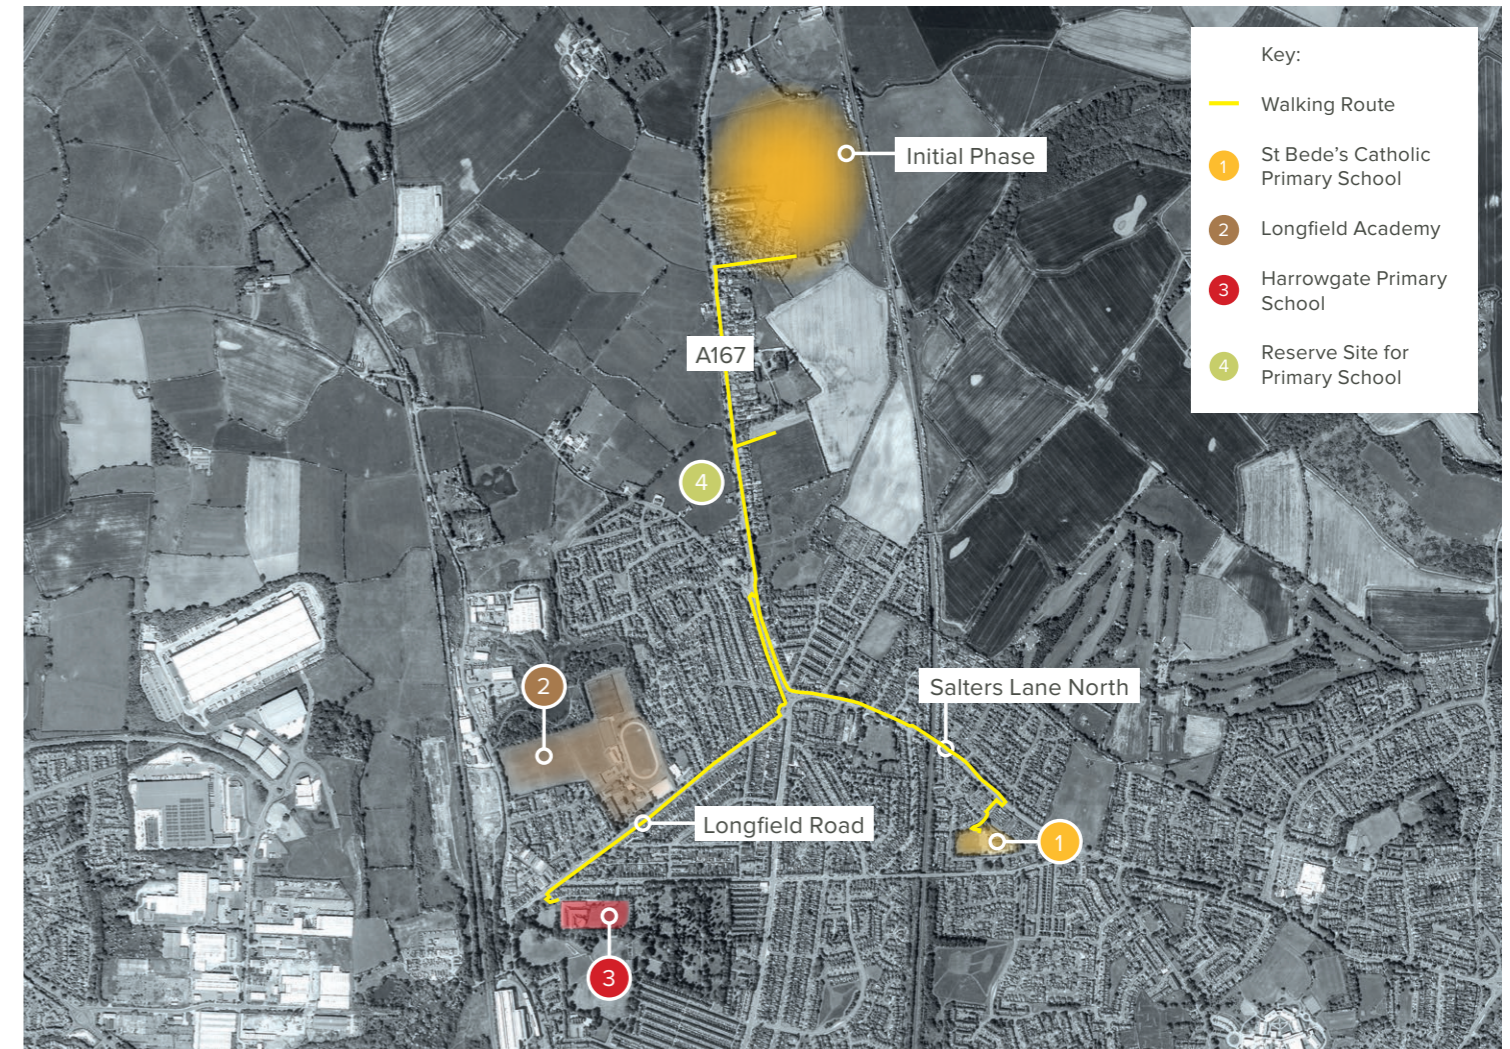 Key:
Walking Route
1
St Bede's Catholic
Primary School
2
Longfield Academy
3
Harrowgate Primary
School
4
Reserve Site for
Primary School
Initial Phase
A167
4
2
Salters Lane North
Longfield Road
1
3